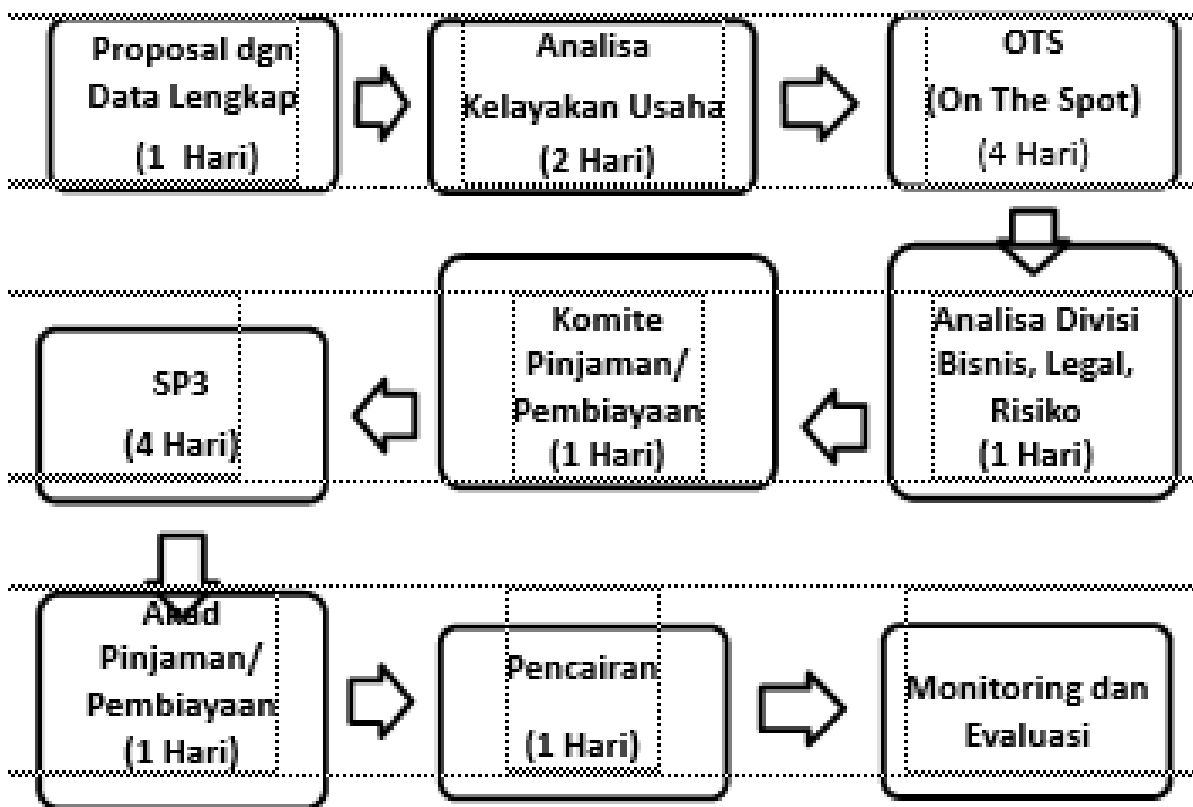 Proposal dgn
Data Lengkap
(1 Hari)
Analisa
Kelayakan Usaha
(2 Hari)
OTS
(On The Spot)
(4 Hari)
Analisa Divisi
Bisnis, Legal,
Risiko
(1 Hari)
Komite
Pinjaman/
Pembiayaan
(1 Hari)
SP3
(4 Hari)
Akad
Pinjaman/
Pembiayaan
(1 Hari)
Pencairan
(1 Hari)
Monitoring dan
Evaluasi